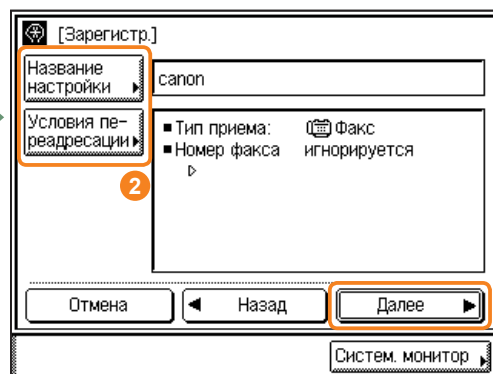 [Зарегистр.]
Название
настройки
canon
Условия пе-
реадресации
Тип приема: Факс
Номер факса игнорируется
2
Отмена
Назад
Далее
Систем. монитор